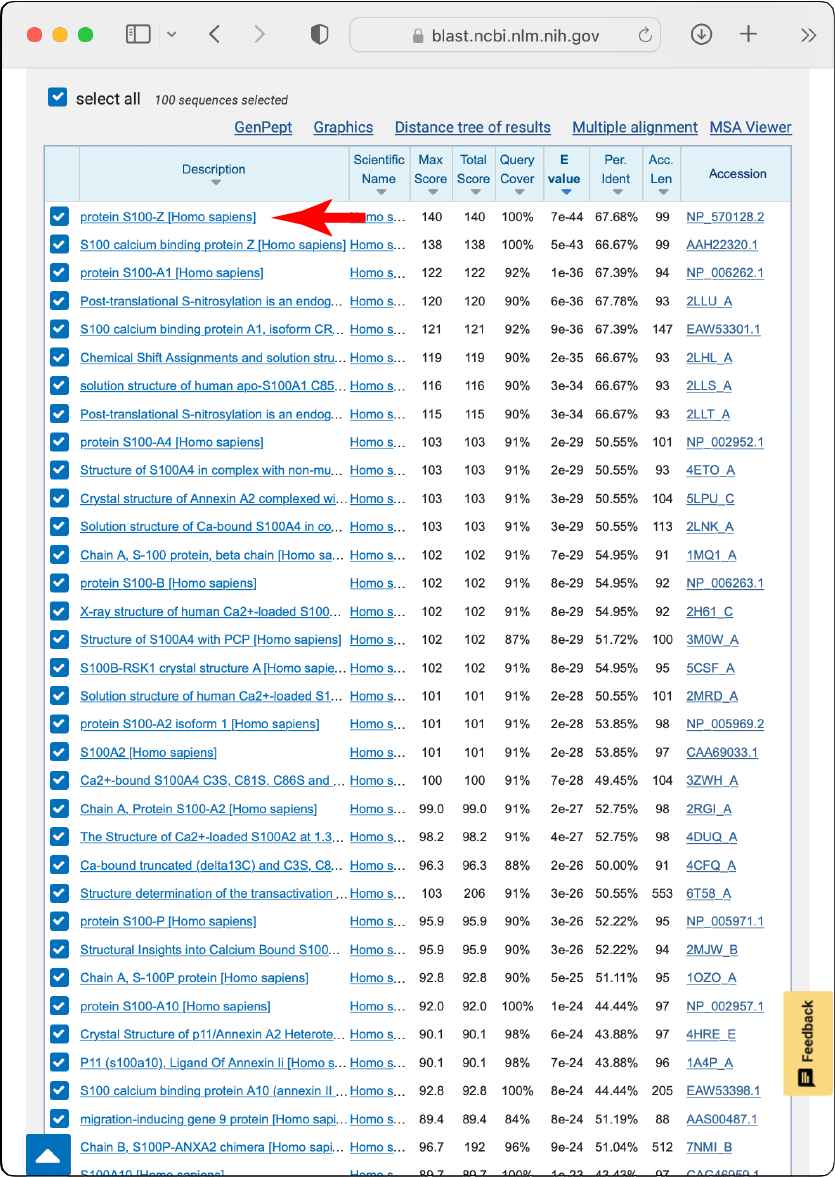 blast.ncbi.nlm.nih.gov
select all 100 sequences selected
GenPept Graphics Distance tree of results Multiple alignment MSA Viewer
Description Scientific Name Max Score Total Score Query Cover E value Per. Ident Acc. Len Accession
protein S100-Z [Homo sapiens] mo s... 140 140 100% 7e-44 67.68% 99 NP_570128.2
S100 calcium binding protein Z [Homo sapiens] Homo s... 138 138 100% 5e-43 66.67% 99 AAH22320.1
protein S100-A1 [Homo sapiens] Homo s... 122 122 92% 1e-36 67.39% 94 NP_006262.1
Post-translational S-nitrosylation is an endog... Homo s... 120 120 90% 6e-36 67.78% 93 2LLU_A
S100 calcium binding protein A1, isoform CR... Homo s... 121 121 92% 9e-36 67.39% 147 EAW53301.1
Chemical Shift Assignments and solution stru... Homo s... 119 119 90% 2e-35 66.67% 93 2LHL_A
solution structure of human apo-S100A1 C85... Homo s... 116 116 90% 3e-34 66.67% 93 2LLS_A
Post-translational S-nitrosylation is an endog... Homo s... 115 115 90% 3e-34 66.67% 93 2LLT_A
protein S100-A4 [Homo sapiens] Homo s... 103 103 91% 2e-29 50.55% 101 NP_002952.1
Structure of S100A4 in complex with non-mu... Homo s... 103 103 91% 2e-29 50.55% 93 4ETO_A
Crystal structure of Annexin A2 complexed wi... Homo s... 103 103 91% 3e-29 50.55% 104 5LPU_C
Solution structure of Ca-bound S100A4 in co... Homo s... 103 103 91% 3e-29 50.55% 113 2LNK_A
Chain A, S-100 protein, beta chain [Homo sa... Homo s... 102 102 91% 7e-29 54.95% 91 1MQ1_A
protein S100-B [Homo sapiens] Homo s... 102 102 91% 8e-29 54.95% 92 NP_006263.1
X-ray structure of human Ca2+-loaded S100... Homo s... 102 102 91% 8e-29 54.95% 92 2H61_C
Structure of S100A4 with PCP [Homo sapiens] Homo s... 102 102 87% 8e-29 51.72% 100 3M0W_A
S100B-RSK1 crystal structure A [Homo sapie... Homo s... 102 102 91% 8e-29 54.95% 95 5CSF_A
Solution structure of human Ca2+-loaded S1... Homo s... 101 101 91% 2e-28 50.55% 101 2MRD_A
protein S100-A2 isoform 1 [Homo sapiens] Homo s... 101 101 91% 2e-28 53.85% 98 NP_005969.2
S100A2 [Homo sapiens] Homo s... 101 101 91% 2e-28 53.85% 97 CAA69033.1
Ca2+-bound S100A4 C3S, C81S, C86S and ... Homo s... 100 100 91% 7e-28 49.45% 104 3ZWH_A
Chain A, Protein S100-A2 [Homo sapiens] Homo s... 99.0 99.0 91% 2e-27 52.75% 98 2RGI_A
The Structure of Ca2+-loaded S100A2 at 1.3... Homo s... 98.2 98.2 91% 4e-27 52.75% 98 4DUQ_A
Ca-bound truncated (delta13C) and C3S, C8... Homo s... 96.3 96.3 88% 2e-26 50.00% 91 4CFQ_A
Structure determination of the transactivation ... Homo s... 103 206 91% 3e-26 50.55% 553 6T58_A
protein S100-P [Homo sapiens] Homo s... 95.9 95.9 90% 3e-26 52.22% 95 NP_005971.1
Structural Insights into Calcium Bound S100... Homo s... 95.9 95.9 90% 3e-26 52.22% 94 2MJW_B
Chain A, S-100P protein [Homo sapiens] Homo s... 92.8 92.8 90% 5e-25 51.11% 95 1OZO_A
protein S100-A10 [Homo sapiens] Homo s... 92.0 92.0 100% 1e-24 44.44% 97 NP_002957.1
Crystal Structure of p11/Annexin A2 Heterote... Homo s... 90.1 90.1 98% 6e-24 43.88% 97 4HRE_E
P11 (s100a10), Ligand Of Annexin Ii [Homo s... Homo s... 90.1 90.1 98% 7e-24 43.88% 96 1A4P_A
S100 calcium binding protein A10 (annexin II ... Homo s... 92.8 92.8 100% 8e-24 44.44% 205 EAW53398.1
migration-inducing gene 9 protein [Homo sapi... Homo s... 89.4 89.4 84% 8e-24 51.19% 88 AAS00487.1
Chain B, S100P-ANXA2 chimera [Homo sapi... Homo s... 96.7 192 96% 9e-24 51.04% 512 7NMI_B
S100A10 [Homo sapiens] Homo s... 89.7 89.7 100% 1e-23 43.43% 97 CAG46959.1
Feedback